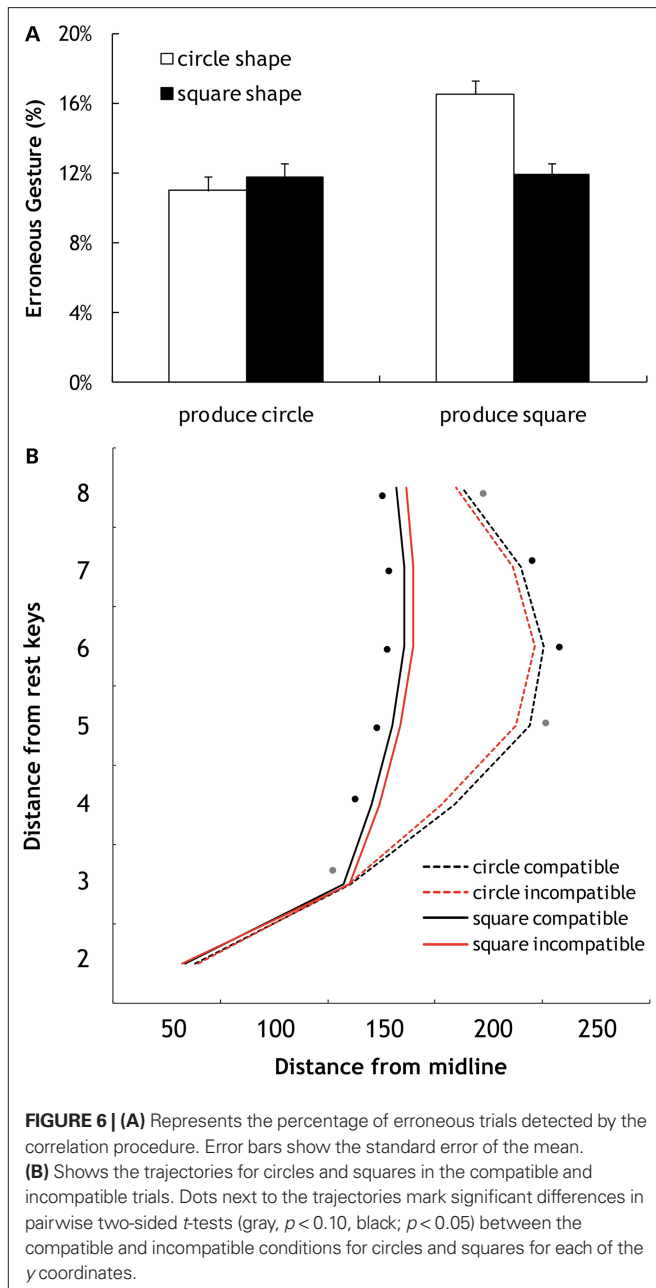 A
20%
circle shape
square shape
16%
12%
8%
4%
0%
Erroneous Gesture (%)
produce circle
produce square
B
8
7
6
5
4
3
2
Distance from rest keys
circle compatible
circle incompatible
square compatible
square incompatible
50 100 150 200 250
Distance from midline
FIGURE 6 | (A) Represents the percentage of erroneous trials detected by the
correlation procedure. Error bars show the standard error of the mean.
(B) Shows the trajectories for circles and squares in the compatible and
incompatible trials. Dots next to the trajectories mark significant differences in
pairwise two-sided t-tests (gray, p < 0.10, black; p < 0.05) between the
compatible and incompatible conditions for circles and squares for each of the
y coordinates.